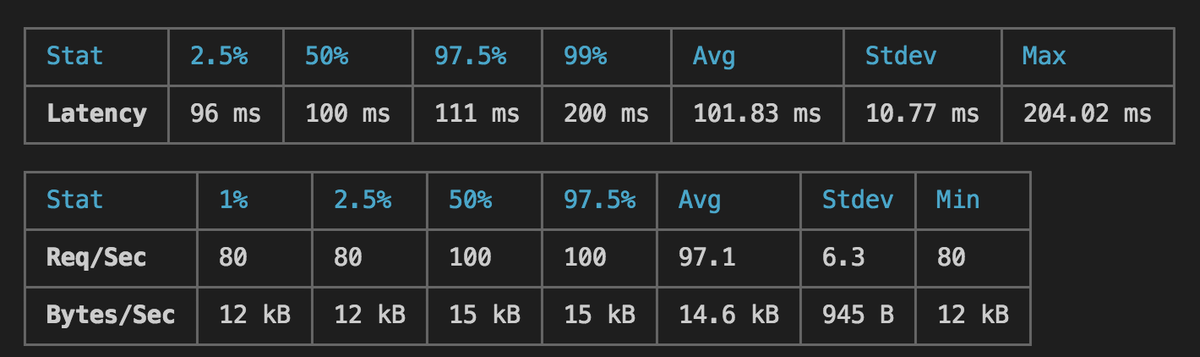 Stat 2.5% 50% 97.5% 99% Avg Stdev Max
Latency 96 ms 100 ms 111 ms 200 ms 101.83 ms 10.77 ms 204.02 ms
Stat 1% 2.5% 50% 97.5% Avg Stdev Min
Req/Sec 80 80 100 100 97.1 6.3 80
Bytes/Sec 12 kB 12 kB 15 kB 15 kB 14.6 kB 945 B 12 kB